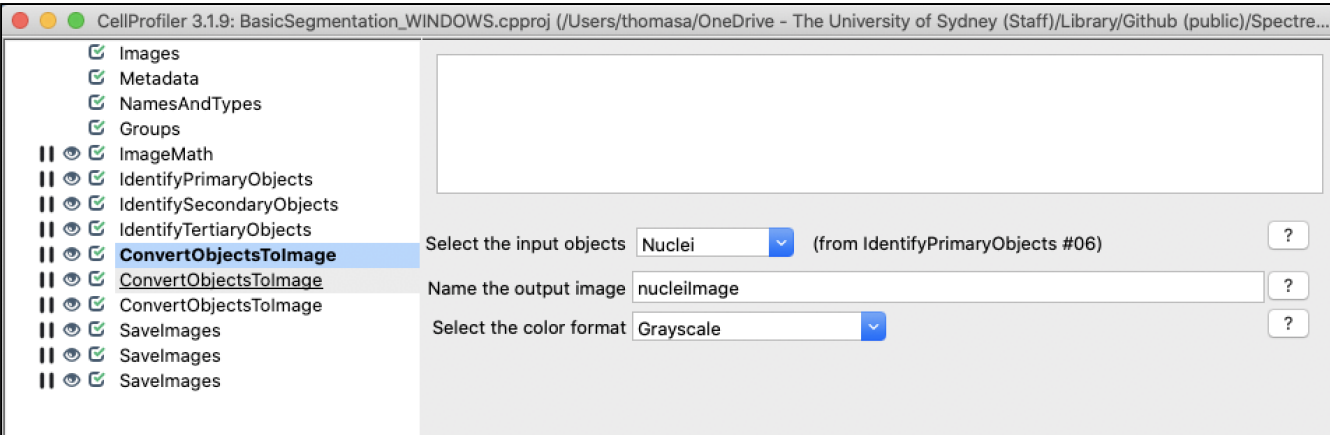 CellProfiler 3.1.9: BasicSegmentation_WINDOWS.cpproj (/Users/thomasa/OneDrive - The University of Sydney (Staff)/Library/Github (public)/Spectre...
Images
Metadata
NamesAndTypes
Groups
ImageMath
IdentifyPrimaryObjects
IdentifySecondaryObjects
IdentifyTertiaryObjects
ConvertObjectsToImage
ConvertObjectsToImage
ConvertObjectsToImage
SaveImages
SaveImages
SaveImages
Select the input objects Nuclei (from IdentifyPrimaryObjects #06) ?
Name the output image nucleiImage ?
Select the color format Grayscale ?